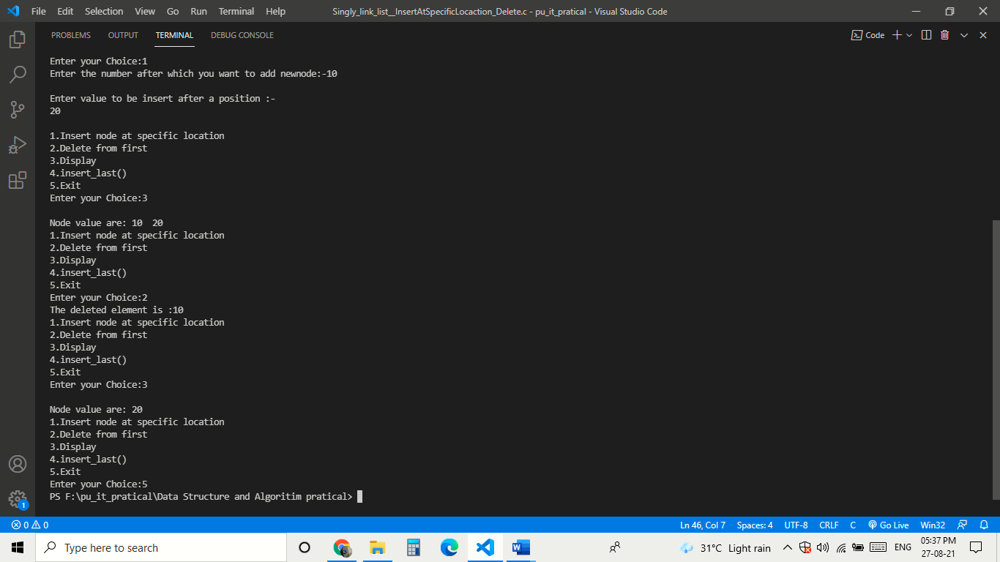 File Edit Selection View Go Run Terminal Help Singly_link_list__InsertAtSpecificLocaction_Delete.c - pu_it_pratical - Visual Studio Code
PROBLEMS OUTPUT TERMINAL DEBUG CONSOLE Code
Enter your Choice:1
Enter the number after which you want to add newnode:-10
Enter value to be insert after a position :-
20
1.Insert node at specific location
2.Delete from first
3.Display
4.insert_last()
5.Exit
Enter your Choice:3
Node value are: 10  20
1.Insert node at specific location
2.Delete from first
3.Display
4.insert_last()
5.Exit
Enter your Choice:2
The deleted element is :10
1.Insert node at specific location
2.Delete from first
3.Display
4.insert_last()
5.Exit
Enter your Choice:3
Node value are: 20
1.Insert node at specific location
2.Delete from first
3.Display
4.insert_last()
5.Exit
Enter your Choice:5
PS F:\pu_it_pratical\Data Structure and Algoritim pratical>
1
0 0 Ln 46, Col 7 Spaces: 4 UTF-8 CRLF C Go Live Win32
Type here to search 31°C Light rain ENG 05:37 PM
27-08-21